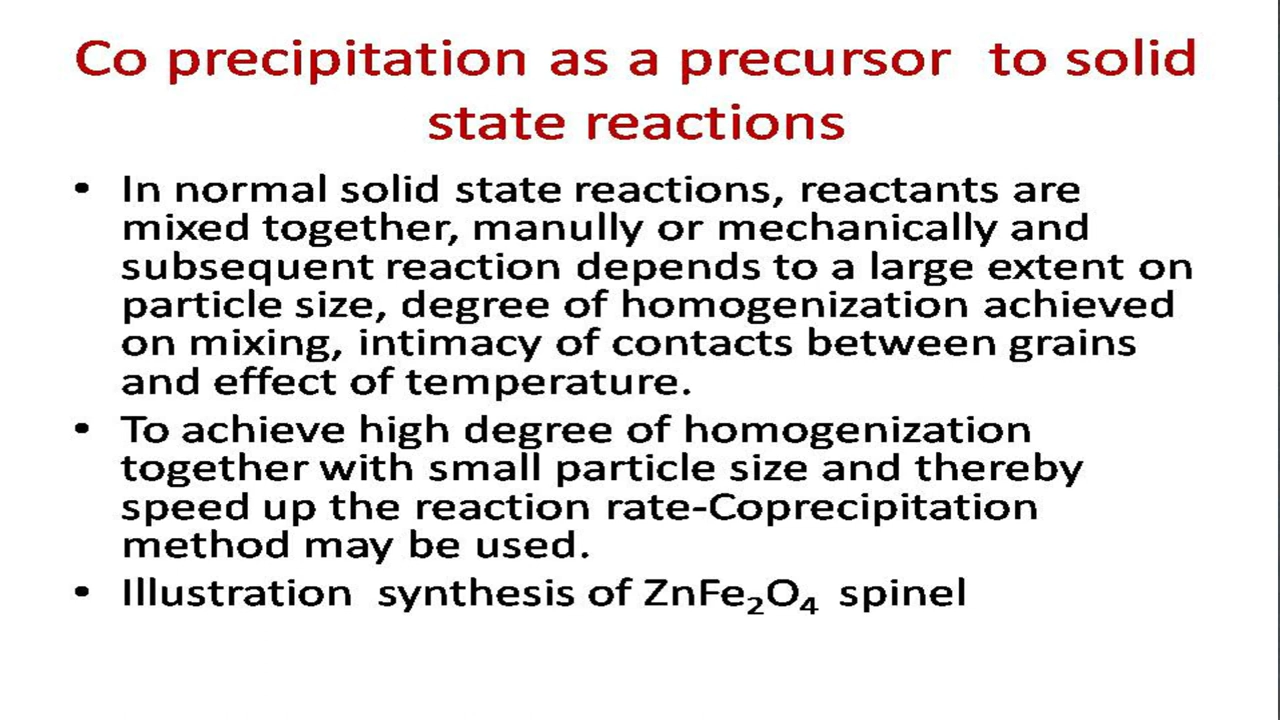 Co precipitation as a precursor to solid
state reactions
• In normal solid state reactions, reactants are
mixed together, manully or mechanically and
subsequent reaction depends to a large extent on
particle size, degree of homogenization achieved
on mixing, intimacy of contacts between grains
and effect of temperature.
• To achieve high degree of homogenization
together with small particle size and thereby
speed up the reaction rate-Coprecipitation
method may be used.
• Illustration synthesis of ZnFe₂O₄ spinel